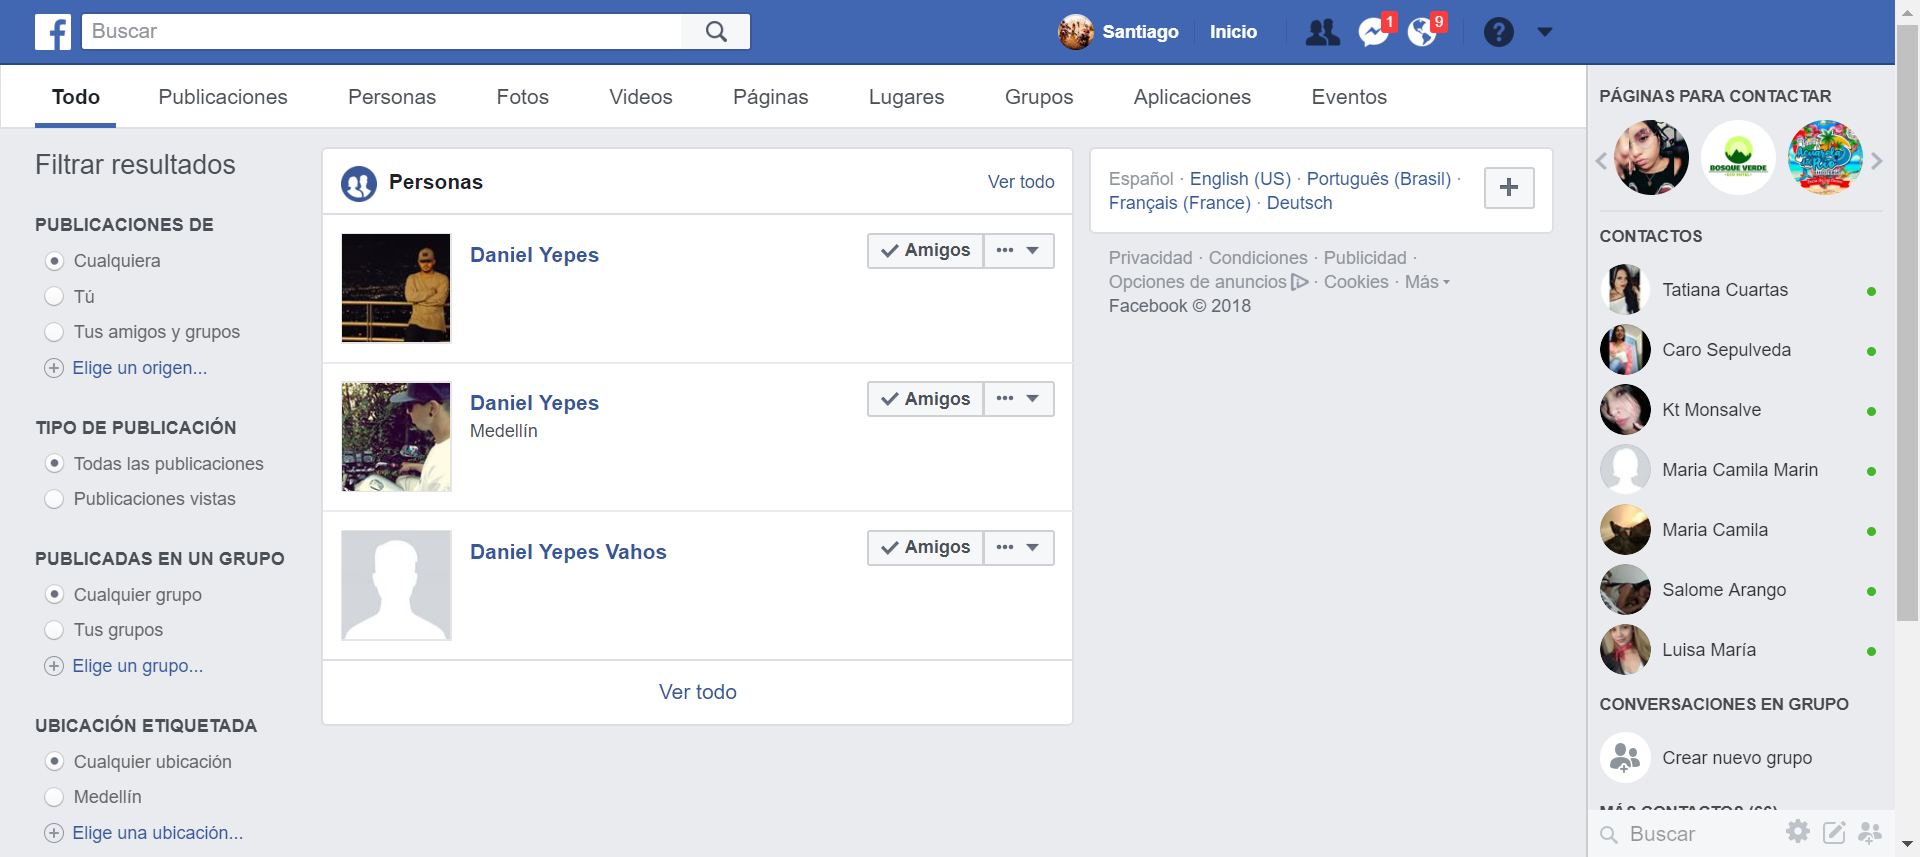 Buscar
Santiago
Inicio
1
9
Todo
Publicaciones
Personas
Fotos
Videos
Páginas
Lugares
Grupos
Aplicaciones
Eventos
Filtrar resultados
PUBLICACIONES DE
Cualquiera
Tú
Tus amigos y grupos
Elige un origen...
TIPO DE PUBLICACIÓN
Todas las publicaciones
Publicaciones vistas
PUBLICADAS EN UN GRUPO
Cualquier grupo
Tus grupos
Elige un grupo...
UBICACIÓN ETIQUETADA
Cualquier ubicación
Medellín
Elige una ubicación...
Personas
Ver todo
Daniel Yepes
Amigos
Daniel Yepes
Medellín
Amigos
Daniel Yepes Vahos
Amigos
Ver todo
Español · English (US) · Português (Brasil) ·
Français (France) · Deutsch
Privacidad · Condiciones · Publicidad ·
Opciones de anuncios · Cookies · Más
Facebook © 2018
PÁGINAS PARA CONTACTAR
BOSQUE VERDE
CONTACTOS
Tatiana Cuartas
Caro Sepulveda
Kt Monsalve
Maria Camila Marin
Maria Camila
Salome Arango
Luisa María
CONVERSACIONES EN GRUPO
Crear nuevo grupo
MÁS CONTACTOS (66)
Buscar